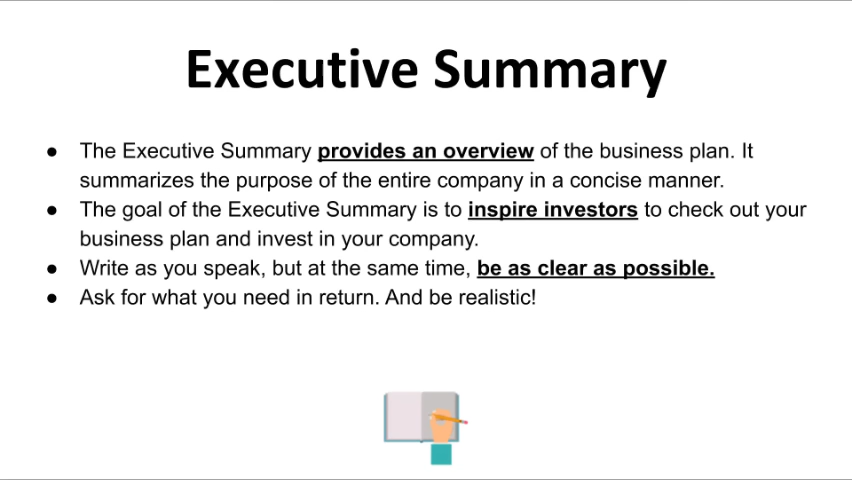 Executive Summary
● The Executive Summary provides an overview of the business plan. It
summarizes the purpose of the entire company in a concise manner.
● The goal of the Executive Summary is to inspire investors to check out your
business plan and invest in your company.
● Write as you speak, but at the same time, be as clear as possible.
● Ask for what you need in return. And be realistic!